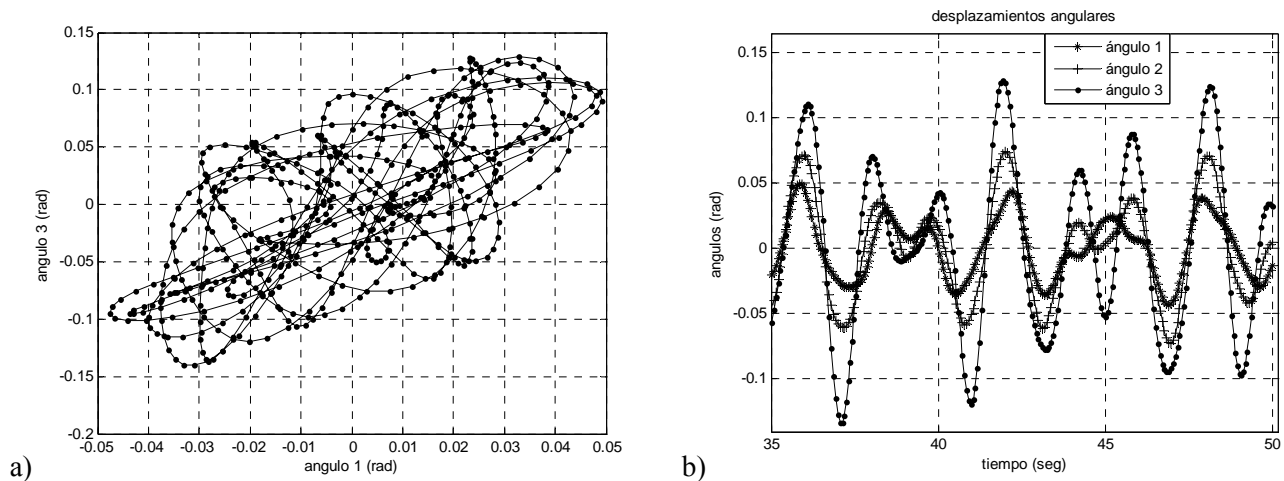 0.15
0.1
0.05
0
-0.05
-0.1
-0.15
-0.2
-0.05 -0.04 -0.03 -0.02 -0.01 0 0.01 0.02 0.03 0.04 0.05
angulo 1 (rad)
angulo 3 (rad)
a)
desplazamientos angulares
ángulo 1
ángulo 2
ángulo 3
0.15
0.1
0.05
0
-0.05
-0.1
35 40 45 50
tiempo (seg)
angulos (rad)
b)